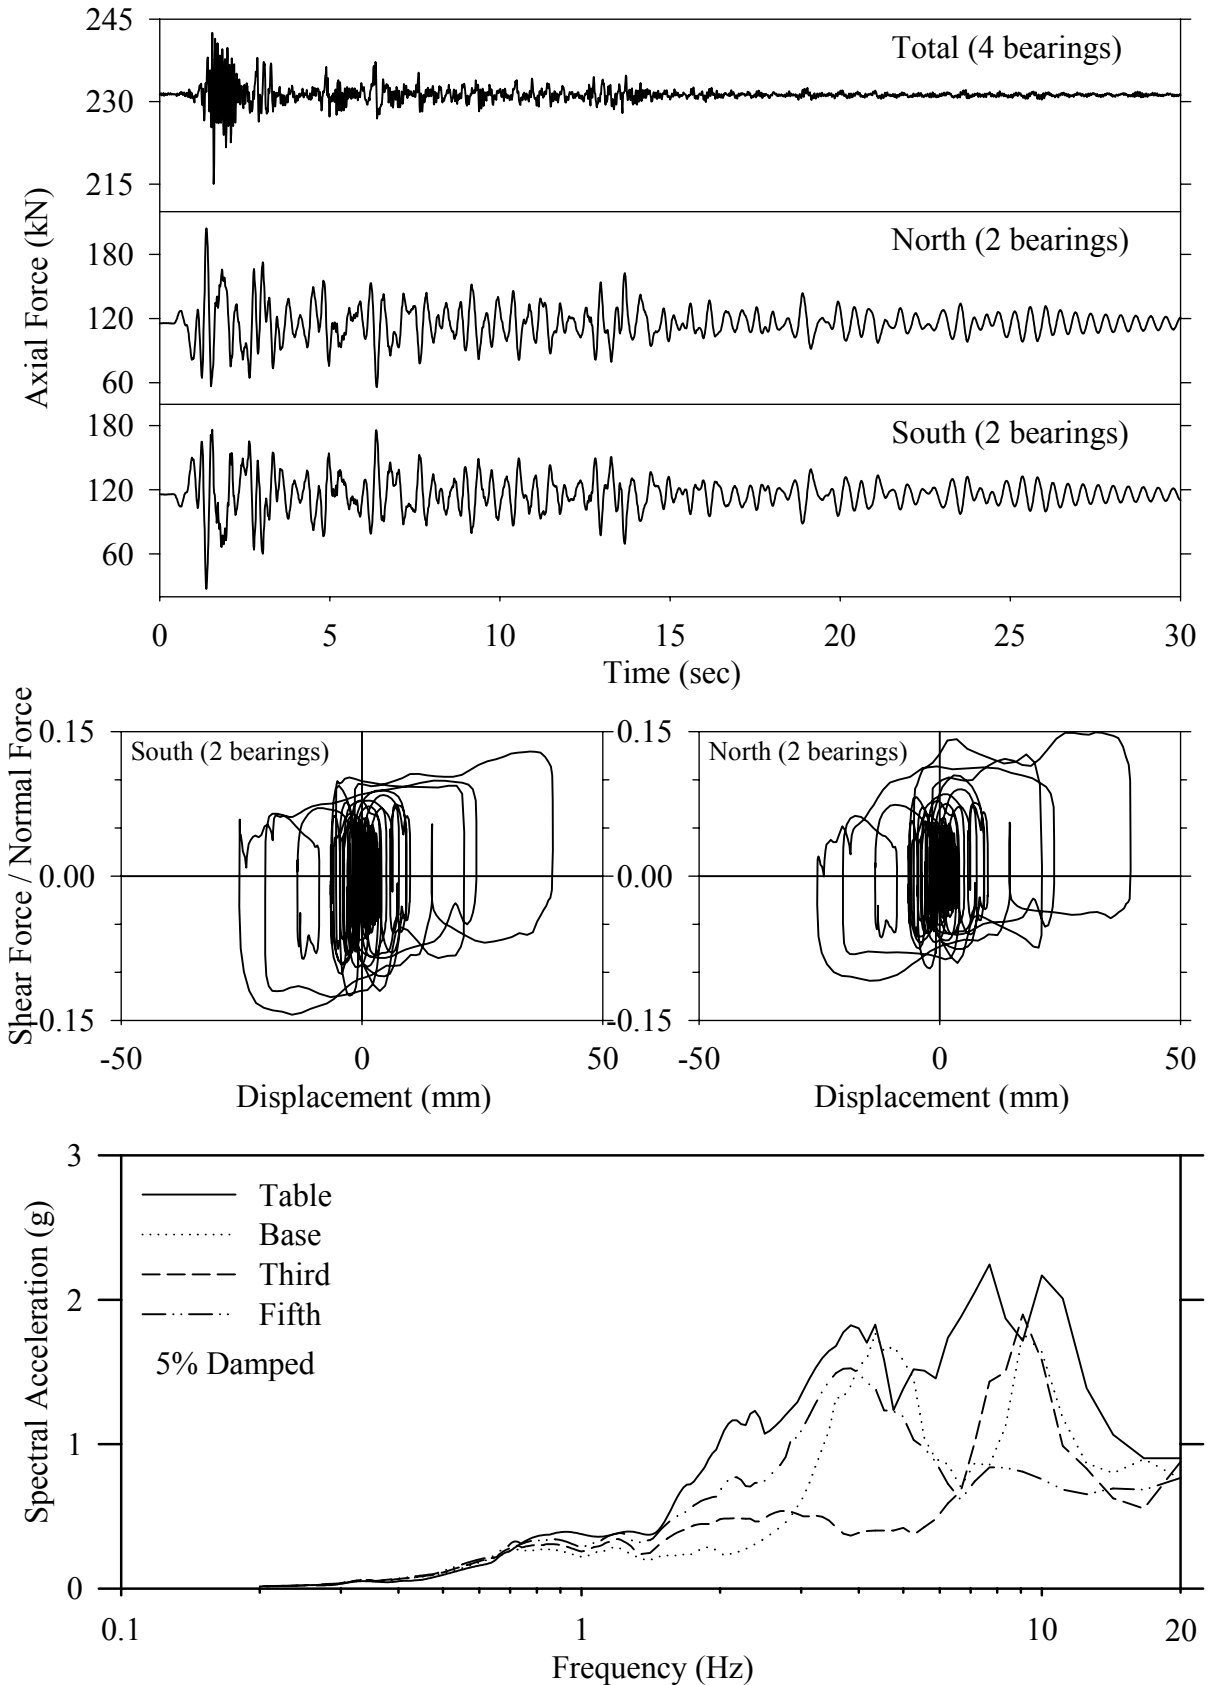 245
Total (4 bearings)
230
215
Axial Force (kN)
North (2 bearings)
180
120
60
180
South (2 bearings)
120
60
0 5 10 15 20 25 30
Time (sec)
Shear Force / Normal Force
0.15
South (2 bearings)
0.00
-0.15
-50 0 50
Displacement (mm)
0.15
North (2 bearings)
0.00
-0.15
-50 0 50
Displacement (mm)
Spectral Acceleration (g)
3
Table
Base
Third
Fifth
5% Damped
2
1
0
0.1 1 10 20
Frequency (Hz)